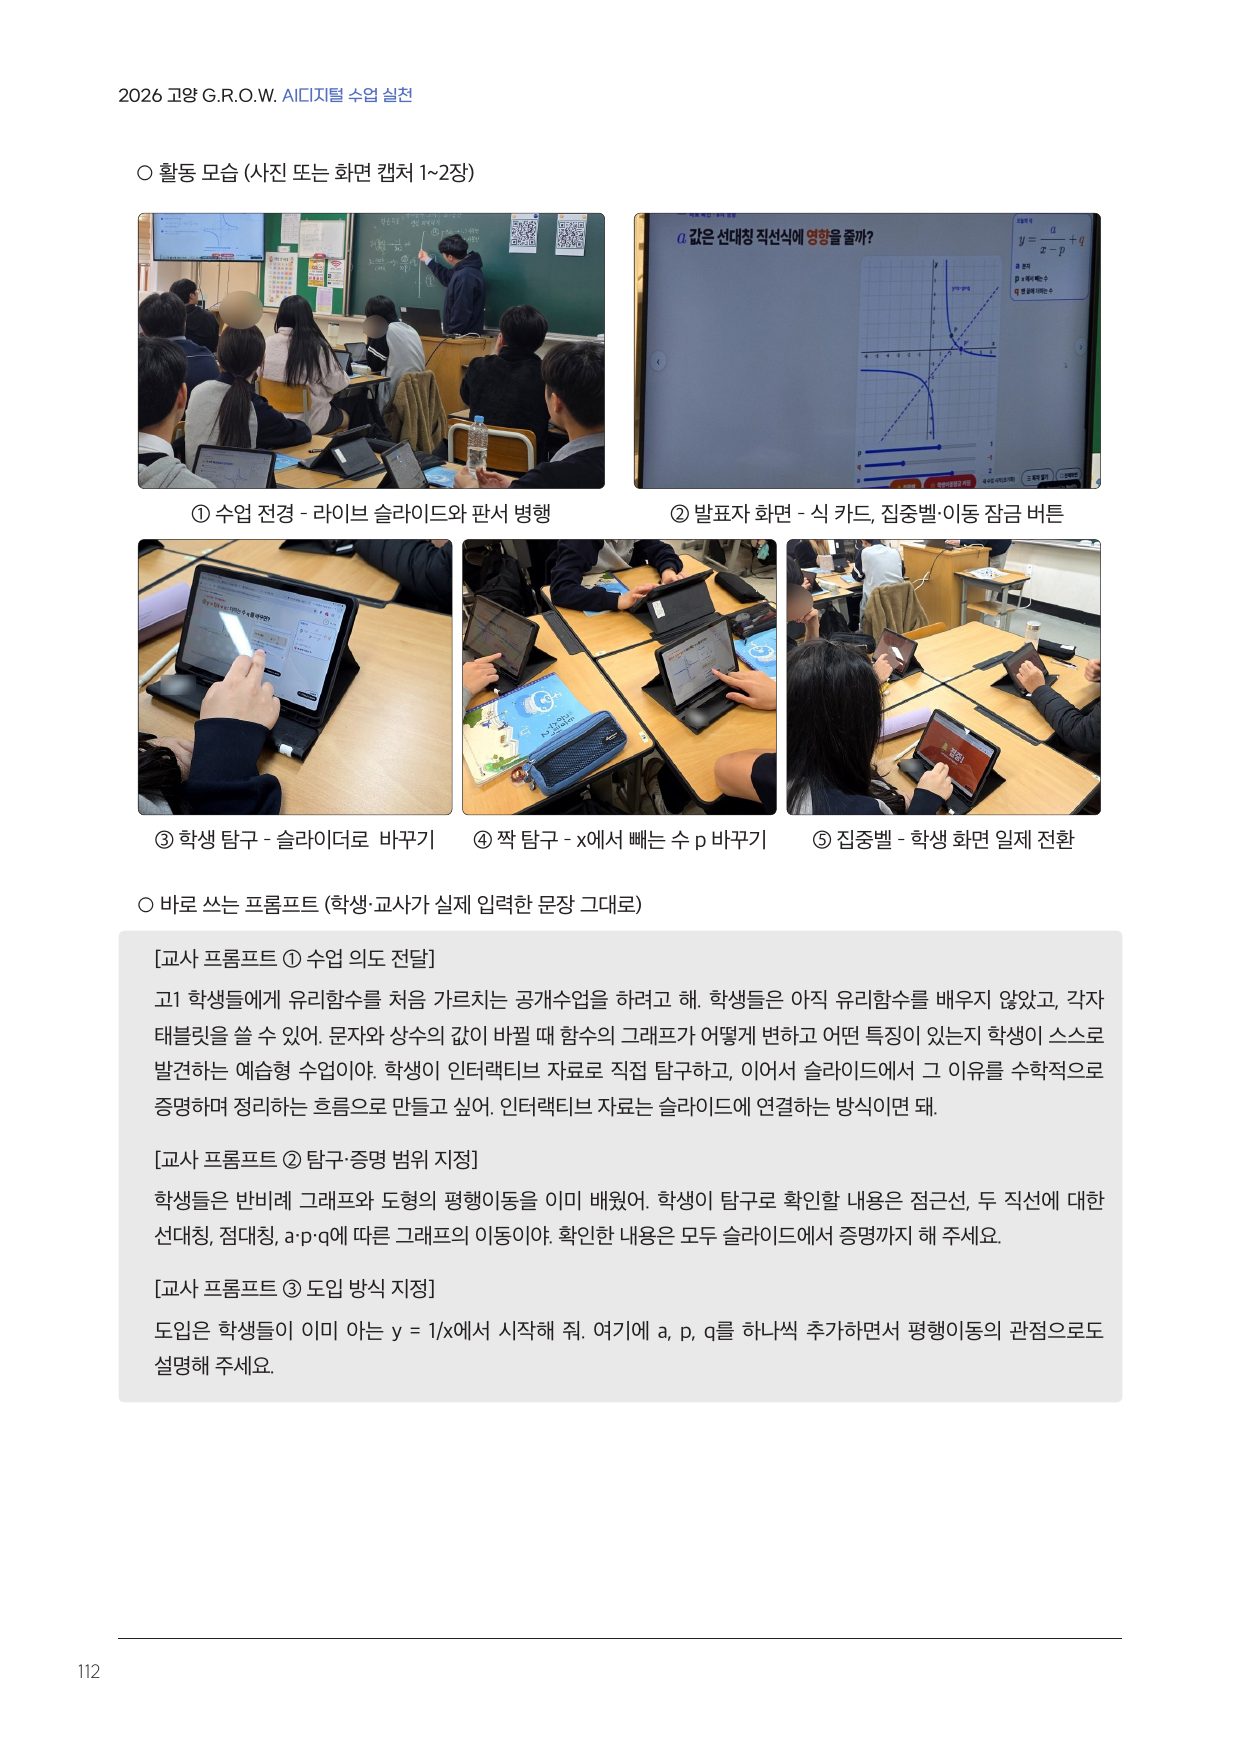 2026 고양 G.R.O.W. AI디지털 수업 실천
○ 활동 모습 (사진 또는 화면 캡처 1~2장)
a 값은 선대칭 직선식에 영향을 줄까?
y = a / x − p + q
① 수업 전경 - 라이브 슬라이드와 판서 병행
② 발표자 화면 - 식 카드, 집중벨·이동 잠금 버튼
③ 학생 탐구 - 슬라이더로 바꾸기
④ 짝 탐구 - x에서 빼는 수 p 바꾸기
⑤ 집중벨 - 학생 화면 일제 전환
○ 바로 쓰는 프롬프트 (학생·교사가 실제 입력한 문장 그대로)
[교사 프롬프트 ① 수업 의도 전달]
고1 학생들에게 유리함수를 처음 가르치는 공개수업을 하려고 해. 학생들은 아직 유리함수를 배우지 않았고, 각자
태블릿을 쓸 수 있어. 문자와 상수의 값이 바뀔 때 함수의 그래프가 어떻게 변하고 어떤 특징이 있는지 학생이 스스로
발견하는 예습형 수업이야. 학생이 인터랙티브 자료로 직접 탐구하고, 이어서 슬라이드에서 그 이유를 수학적으로
증명하며 정리하는 흐름으로 만들고 싶어. 인터랙티브 자료는 슬라이드에 연결하는 방식이면 돼.
[교사 프롬프트 ② 탐구·증명 범위 지정]
학생들은 반비례 그래프와 도형의 평행이동을 이미 배웠어. 학생이 탐구로 확인할 내용은 점근선, 두 직선에 대한
선대칭, 점대칭, a·p·q에 따른 그래프의 이동이야. 확인한 내용은 모두 슬라이드에서 증명까지 해 주세요.
[교사 프롬프트 ③ 도입 방식 지정]
도입은 학생들이 이미 아는 y = 1/x에서 시작해 줘. 여기에 a, p, q를 하나씩 추가하면서 평행이동의 관점으로도
설명해 주세요.
112